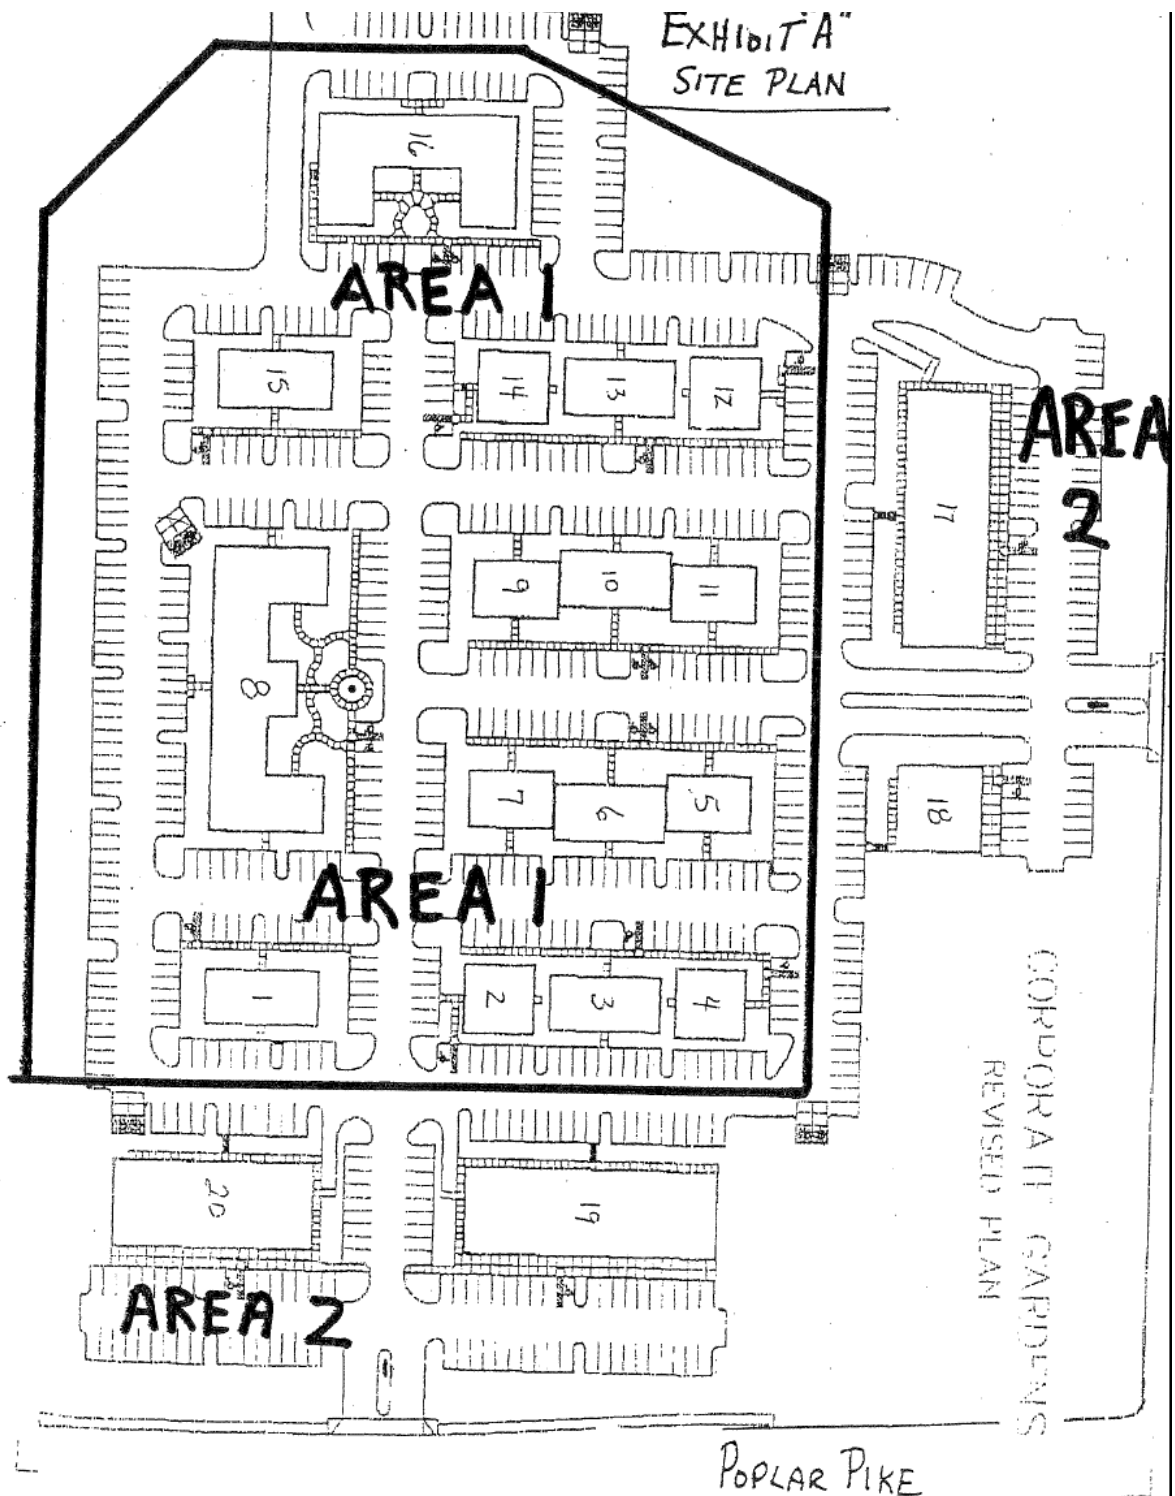 EXHIBIT "A"
SITE PLAN
16
AREA 1
15
14
13
12
AREA
2
17
9
10
11
8
7
6
5
18
AREA 1
1
2
3
4
CORPORATE GARDENS
REVISED PLAN
20
19
AREA 2
POPLAR PIKE